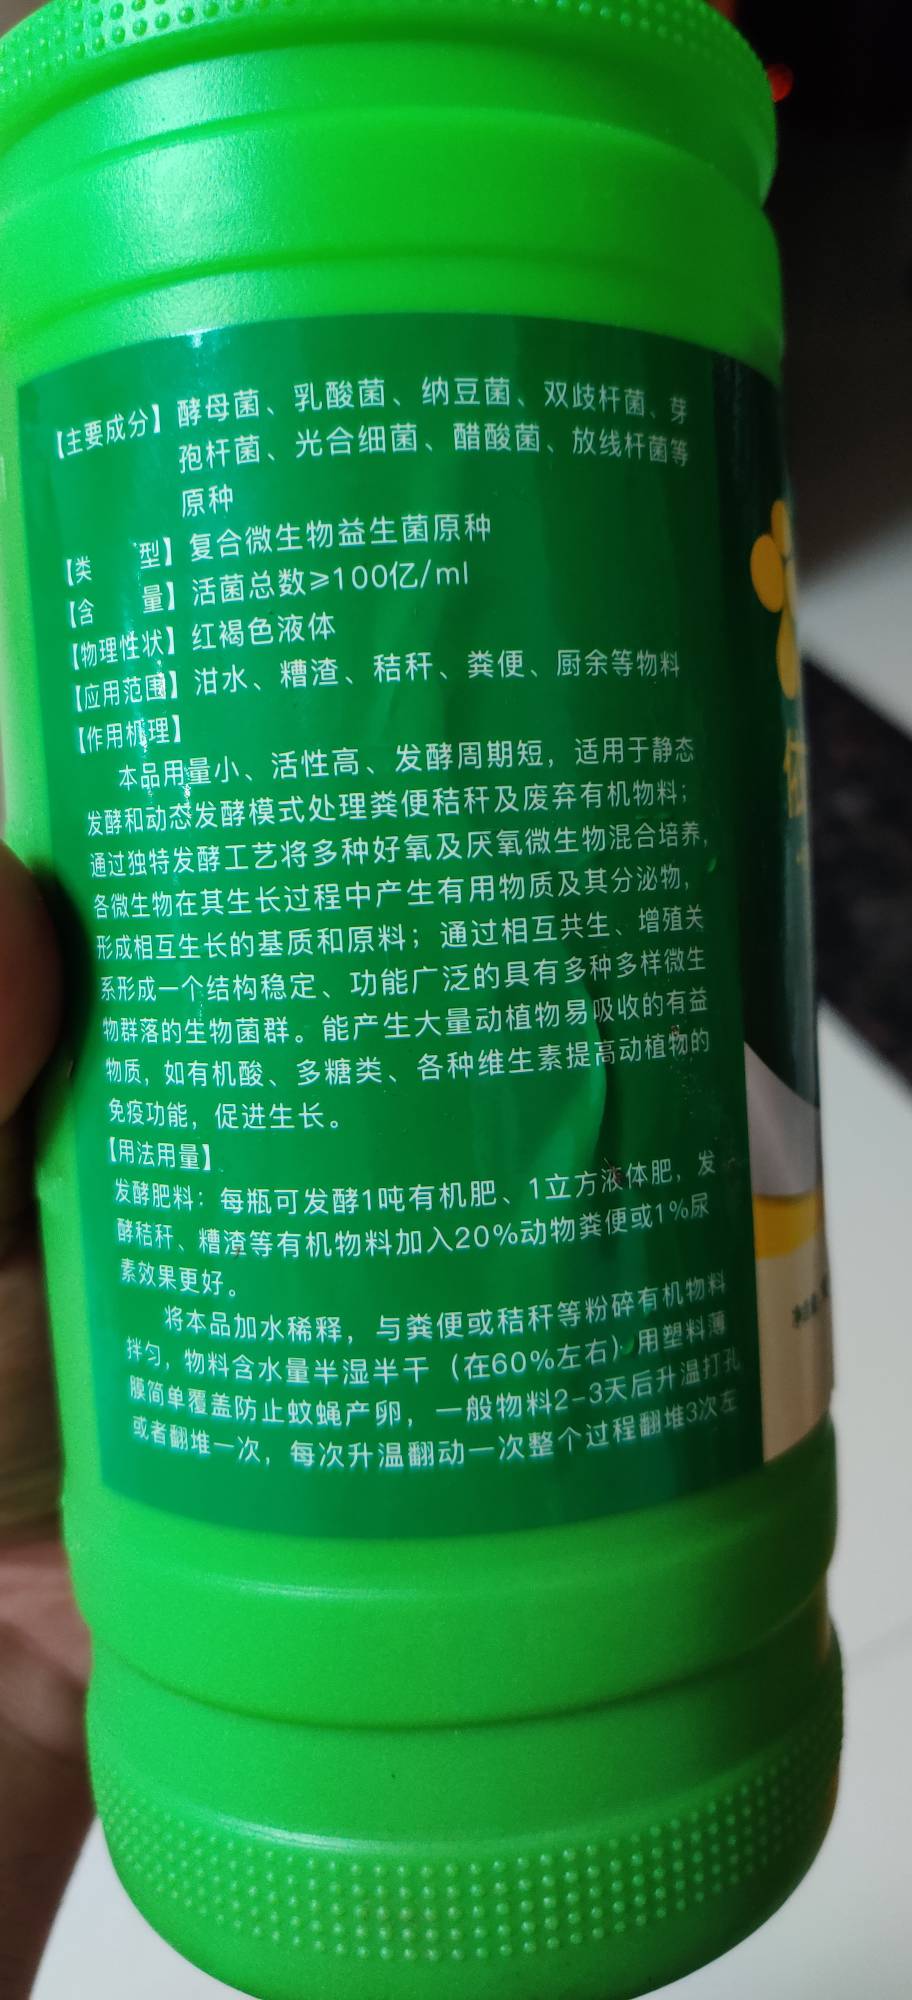 【主要成分】酵母菌、乳酸菌、纳豆菌、双歧杆菌、芽
孢杆菌、光合细菌、醋酸菌、放线杆菌等
原种
【类 型】复合微生物益生菌原种
【含 量】活菌总数≥100亿/ml
【物理性状】红褐色液体
【应用范围】泔水、糟渣、秸秆、粪便、厨余等物料
【作用机理】
本品用量小、活性高、发酵周期短，适用于静态
发酵和动态发酵模式处理粪便秸秆及废弃有机物料；
通过独特发酵工艺将多种好氧及厌氧微生物混合培养，
各微生物在其生长过程中产生有用物质及其分泌物，
形成相互生长的基质和原料；通过相互共生、增殖关
系形成一个结构稳定、功能广泛的具有多种多样微生
物群落的生物菌群。能产生大量动植物易吸收的有益
物质，如有机酸、多糖类、各种维生素提高动植物的
免疫功能，促进生长。
【用法用量】
发酵肥料：每瓶可发酵1吨有机肥、1立方液体肥，发
酵秸秆、糟渣等有机物料加入20%动物粪便或1%尿
素效果更好。
将本品加水稀释，与粪便或秸秆等粉碎有机物料
拌匀，物料含水量半湿半干（在60%左右）用塑料薄
膜简单覆盖防止蚊蝇产卵，一般物料2-3天后升温打孔
或者翻堆一次，每次升温翻动一次整个过程翻堆3次左